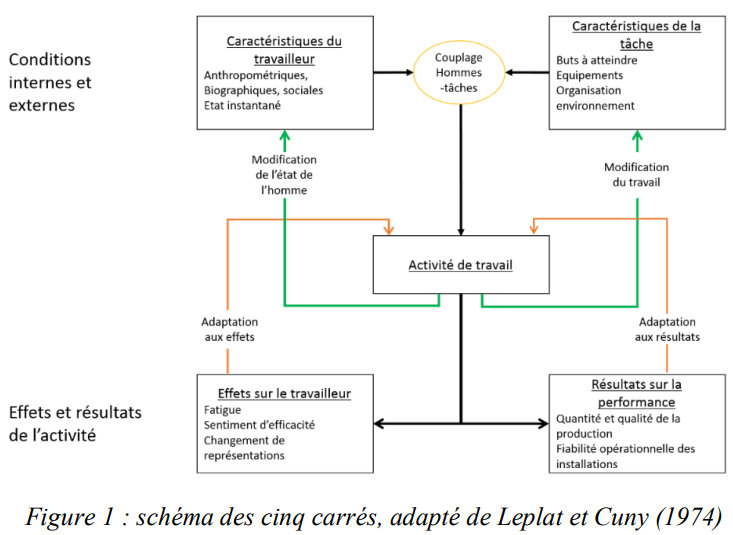 Conditions
internes et
externes
Caractéristiques du
travailleur
Anthropométriques,
Biographiques, sociales
Etat instantané
Couplage
Hommes
-tâches
Caractéristiques de la
tâche
Buts à atteindre
Equipements
Organisation
environnement
Modification
de l'état de
l'homme
Modification
du travail
Activité de travail
Adaptation
aux effets
Adaptation
aux résultats
Effets et résultats
de l'activité
Effets sur le travailleur
Fatigue
Sentiment d'efficacité
Changement de
représentations
Résultats sur la
performance
Quantité et qualité de la
production
Fiabilité opérationnelle des
installations
Figure 1 : schéma des cinq carrés, adapté de Leplat et Cuny (1974)